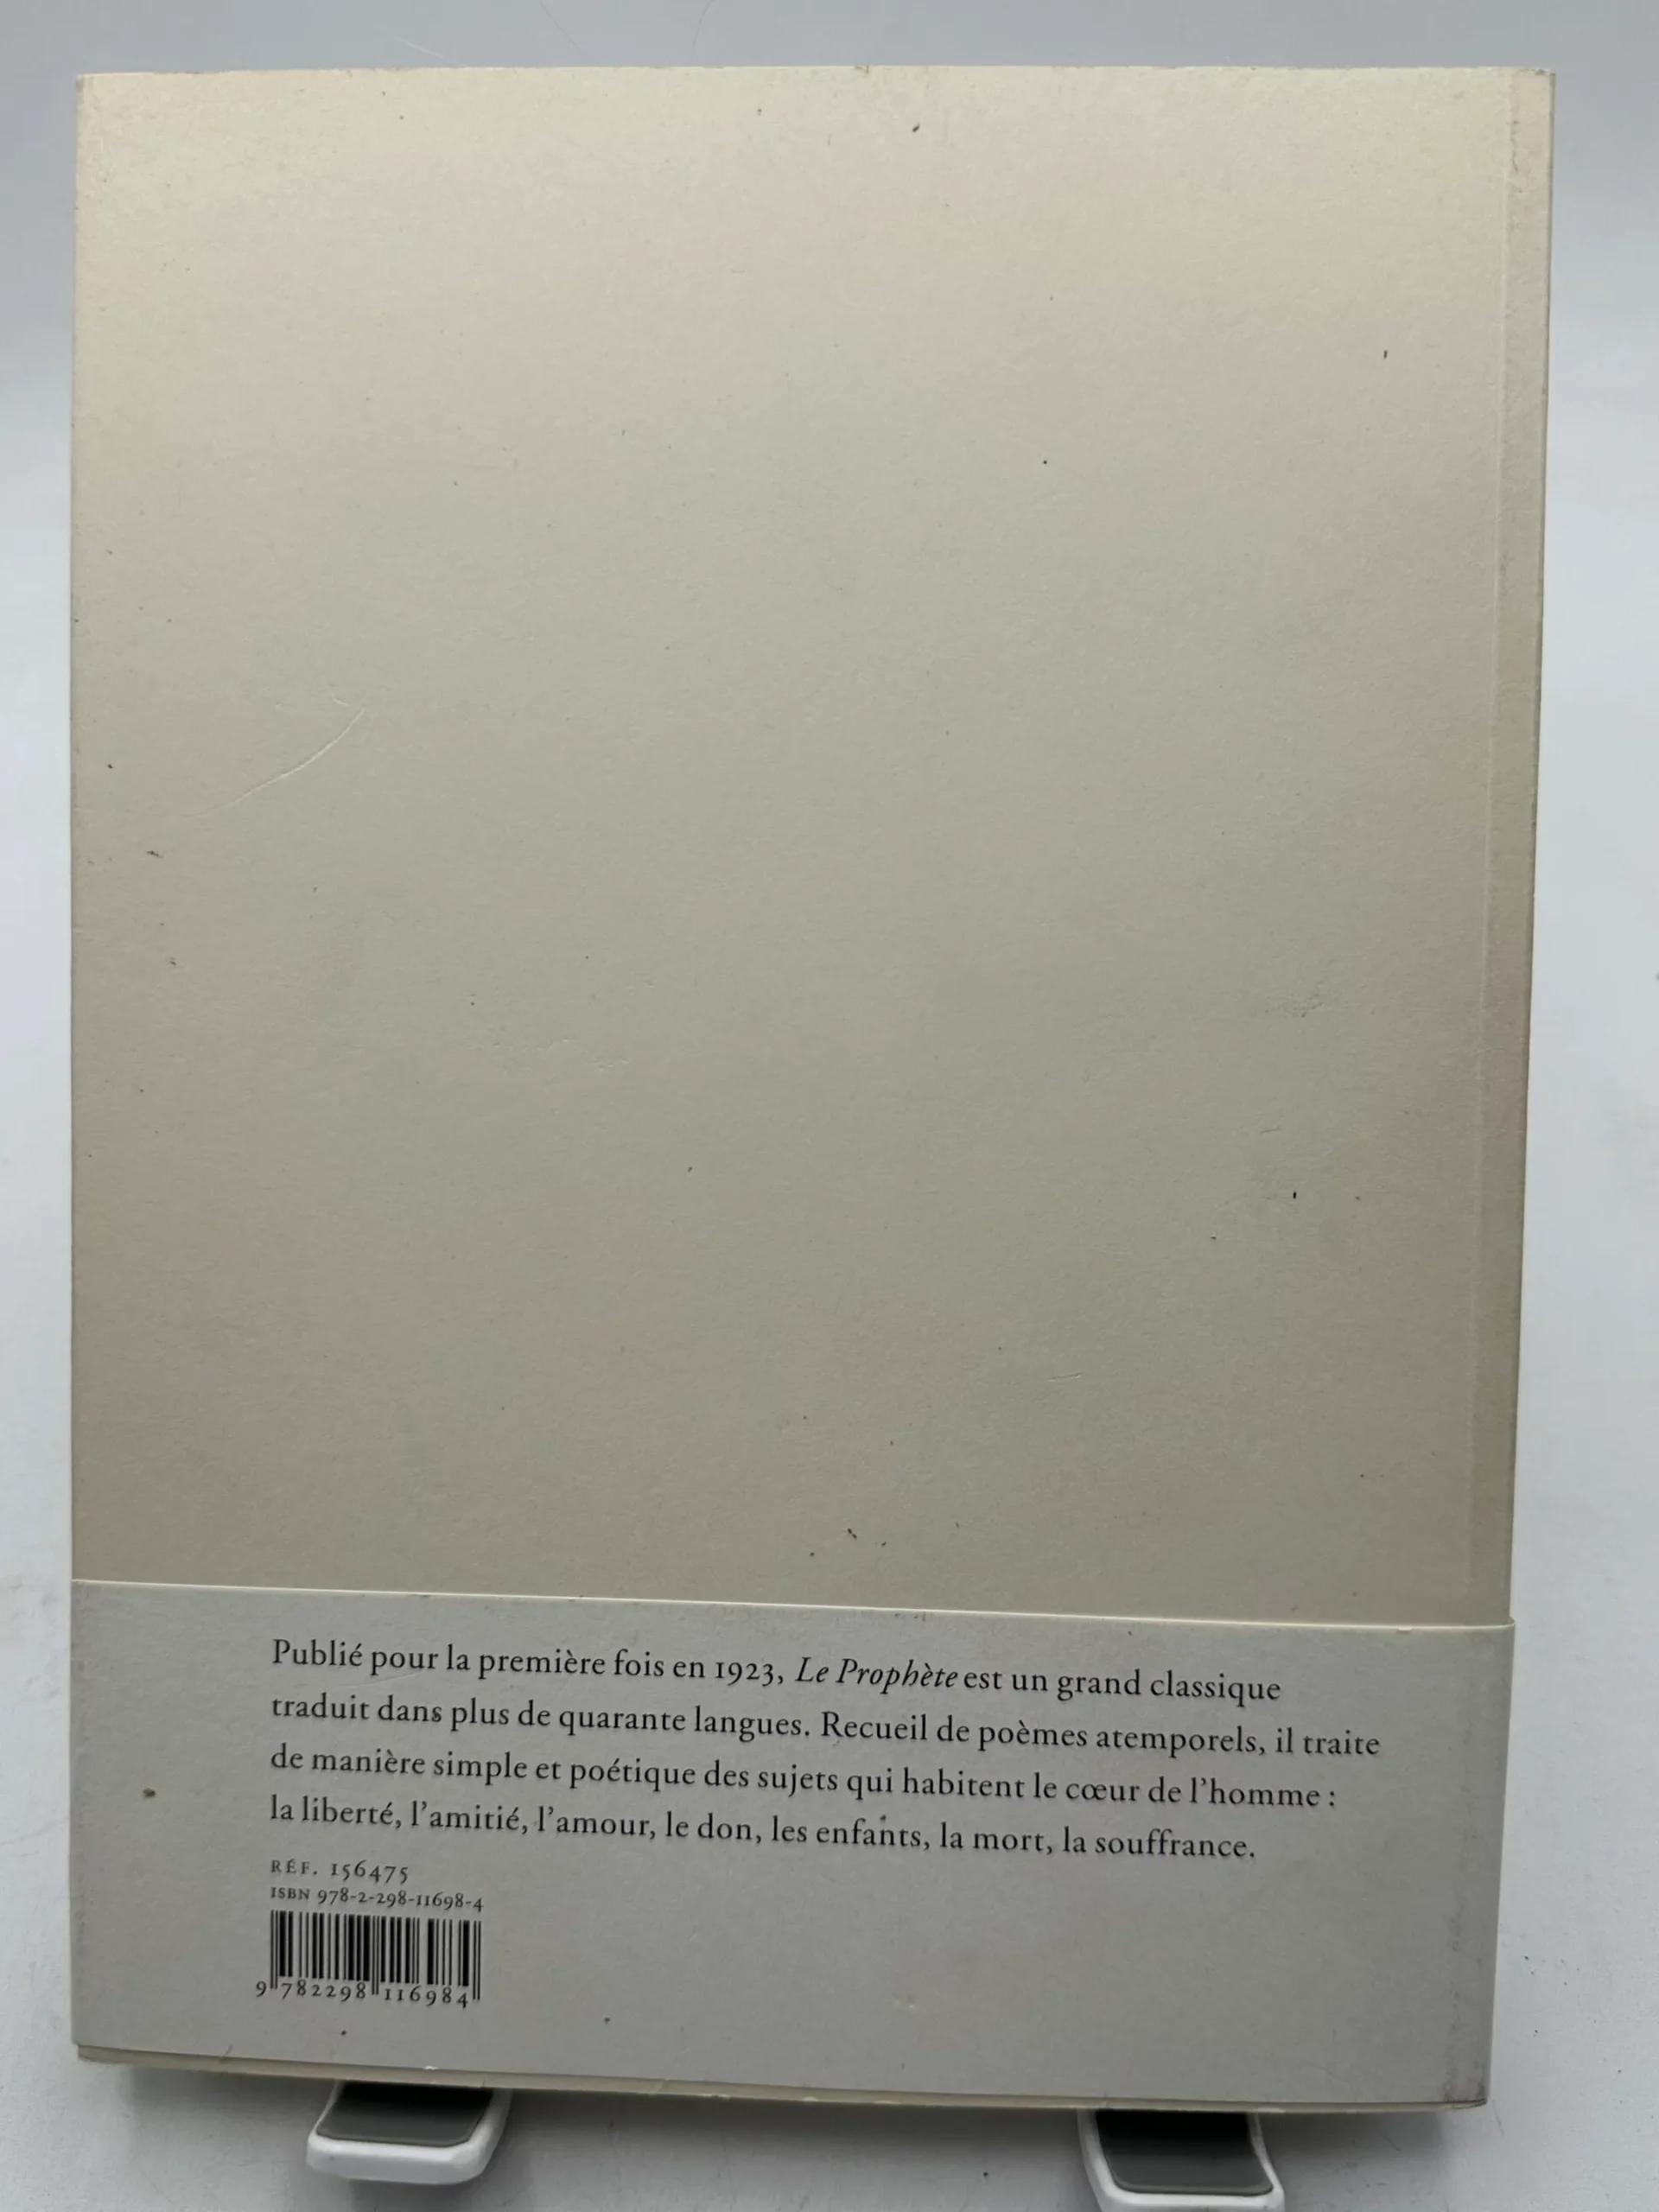 Publié pour la première fois en 1923, Le Prophète est un grand classique
traduit dans plus de quarante langues. Recueil de poèmes atemporels, il traite
de manière simple et poétique des sujets qui habitent le cœur de l’homme :
la liberté, l’amitié, l’amour, le don, les enfants, la mort, la souffrance.
RÉF. 156475
ISBN 978-2-298-11698-4
9 782298 116984